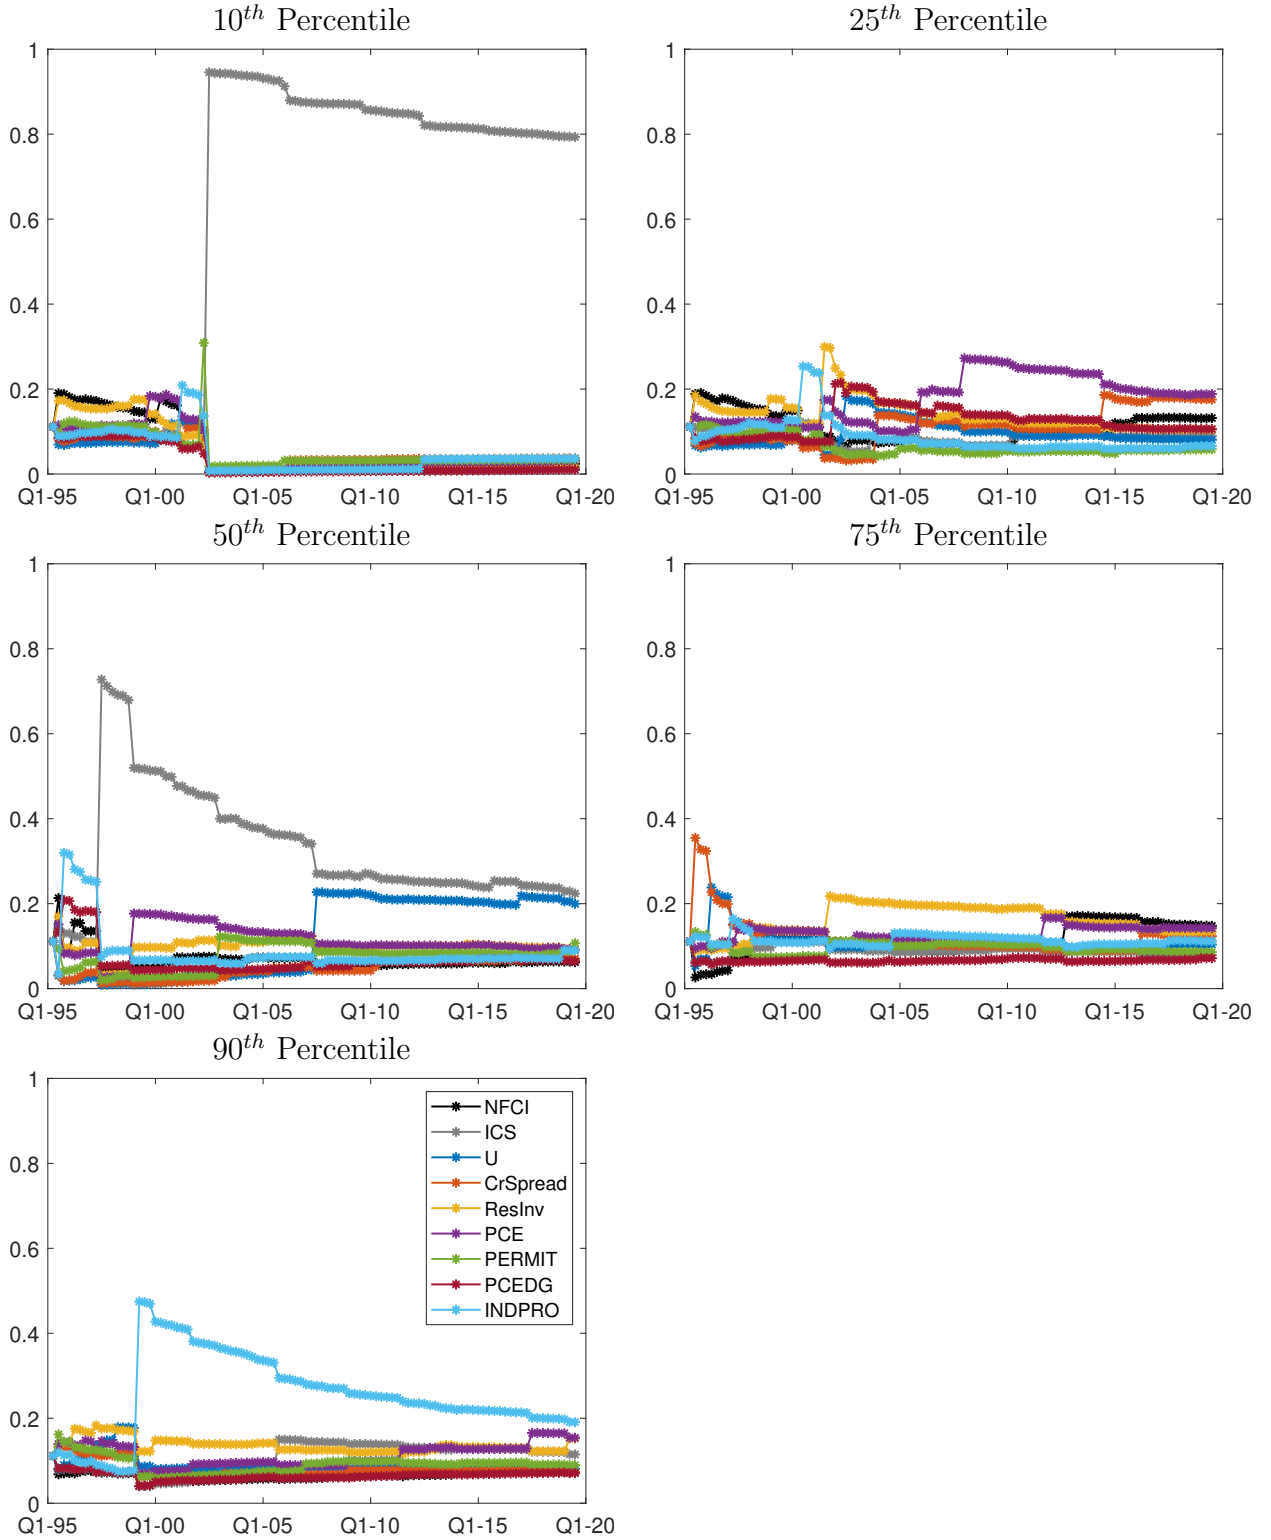 10th Percentile
1
0.8
0.6
0.4
0.2
0
Q1-95 Q1-00 Q1-05 Q1-10 Q1-15 Q1-20
25th Percentile
1
0.8
0.6
0.4
0.2
0
Q1-95 Q1-00 Q1-05 Q1-10 Q1-15 Q1-20
50th Percentile
1
0.8
0.6
0.4
0.2
0
Q1-95 Q1-00 Q1-05 Q1-10 Q1-15 Q1-20
75th Percentile
1
0.8
0.6
0.4
0.2
0
Q1-95 Q1-00 Q1-05 Q1-10 Q1-15 Q1-20
90th Percentile
1
0.8
0.6
0.4
0.2
0
Q1-95 Q1-00 Q1-05 Q1-10 Q1-15 Q1-20
NFCI
ICS
U
CrSpread
ResInv
PCE
PERMIT
PCEDG
INDPRO